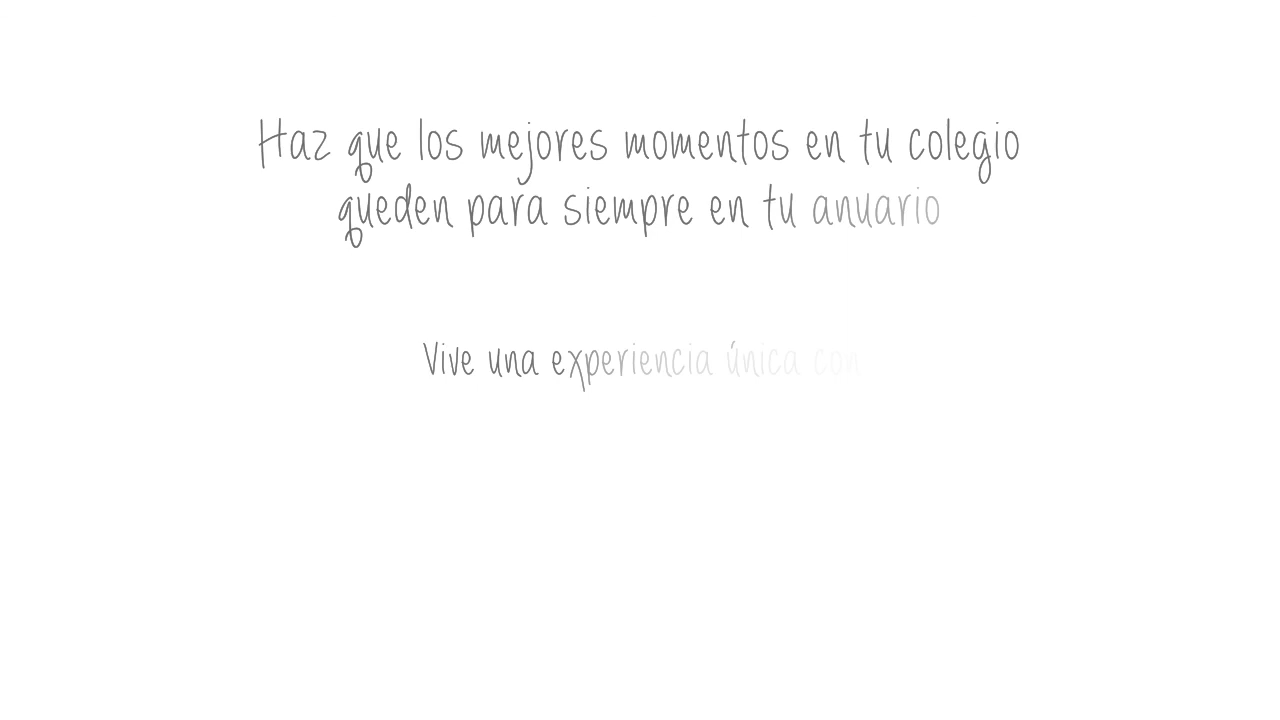 Haz que los mejores momentos en tu colegio
queden para siempre en tu anuario
Vive una experiencia única con